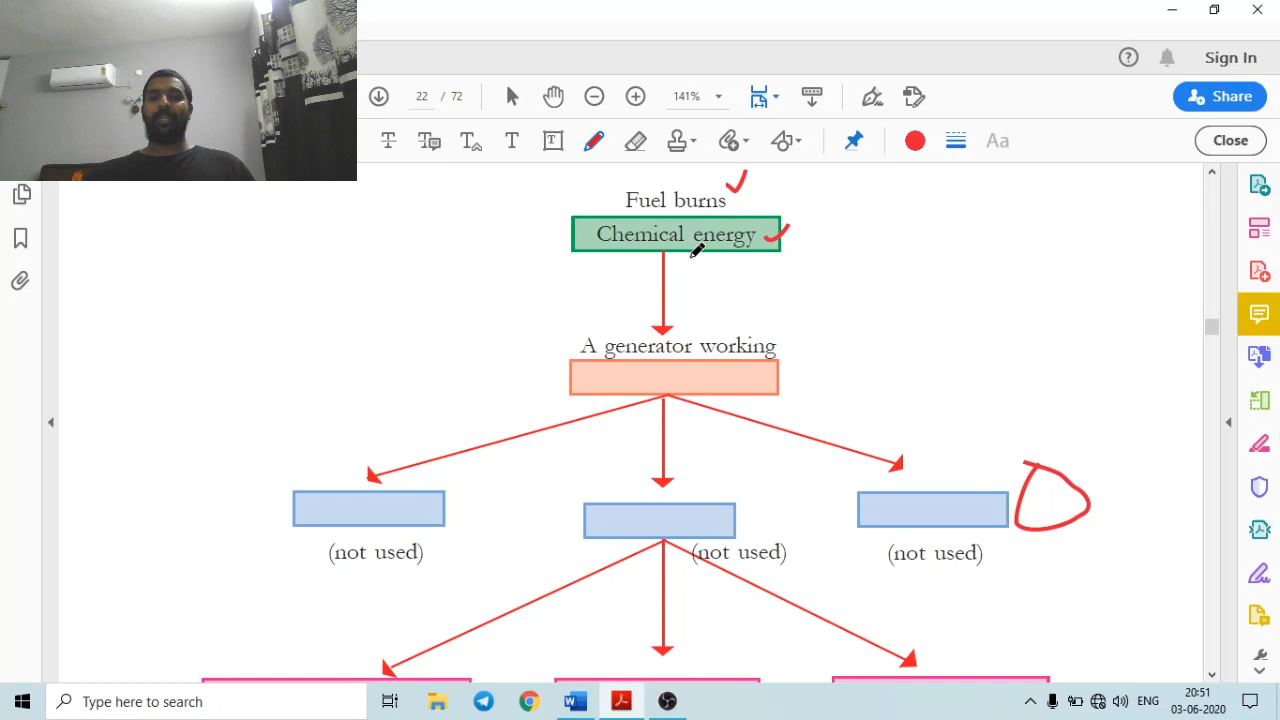 Sign In
22 / 72
141%
Share
T
T
T
T
T
Aa
Close
Fuel burns
Chemical energy
A generator working
(not used)
(not used)
(not used)
Type here to search
ENG
20:51
03-06-2020